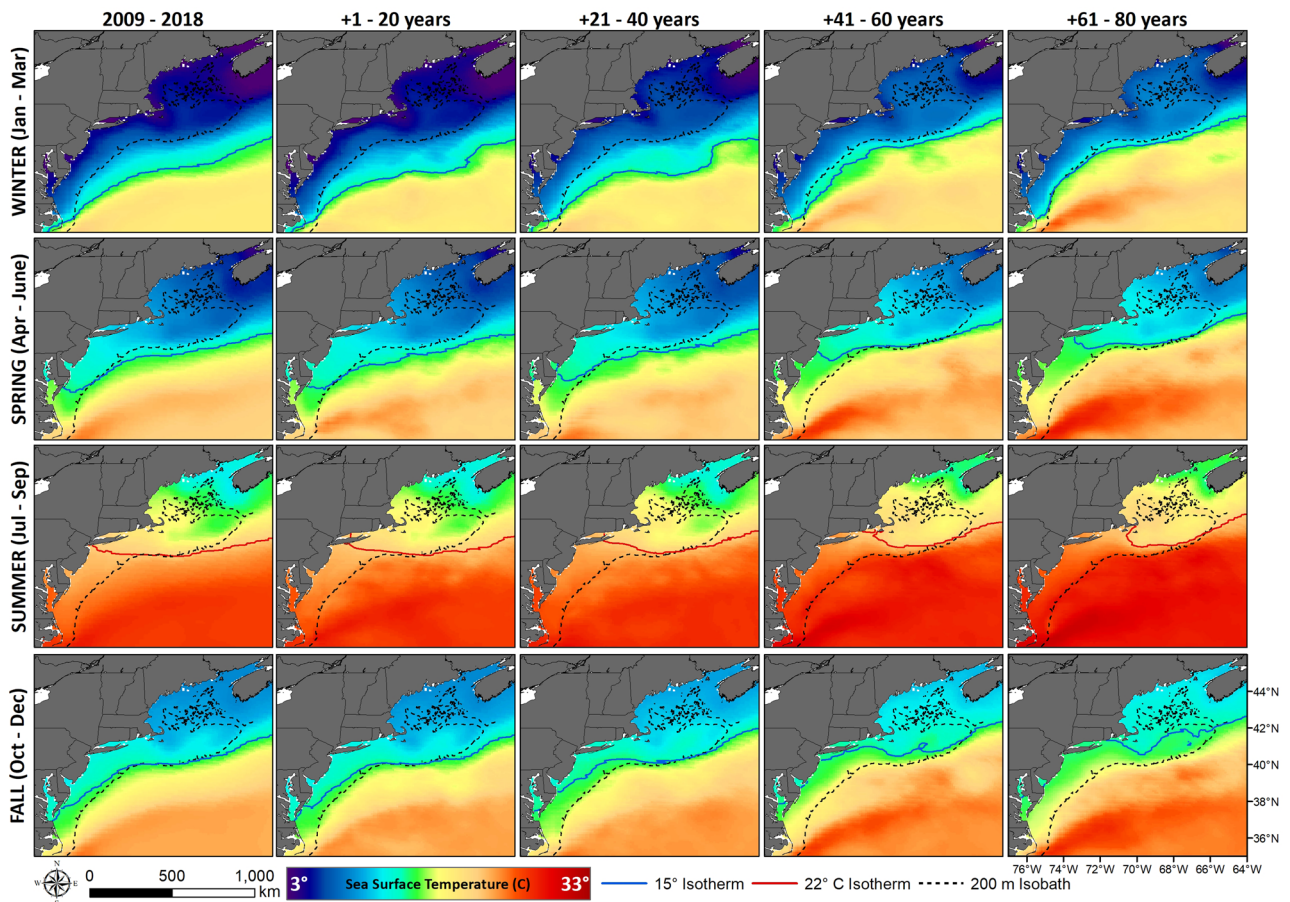 2009 - 2018
+1 - 20 years
+21 - 40 years
+41 - 60 years
+61 - 80 years
WINTER (Jan - Mar)
SPRING (Apr - June)
SUMMER (Jul - Sep)
FALL (Oct - Dec)
44°N
42°N
40°N
38°N
36°N
76°W 74°W 72°W 70°W 68°W 66°W 64°W
N
W E
S
0 500 1,000
km
3° Sea Surface Temperature (C) 33°
15° Isotherm
22° C Isotherm
200 m Isobath